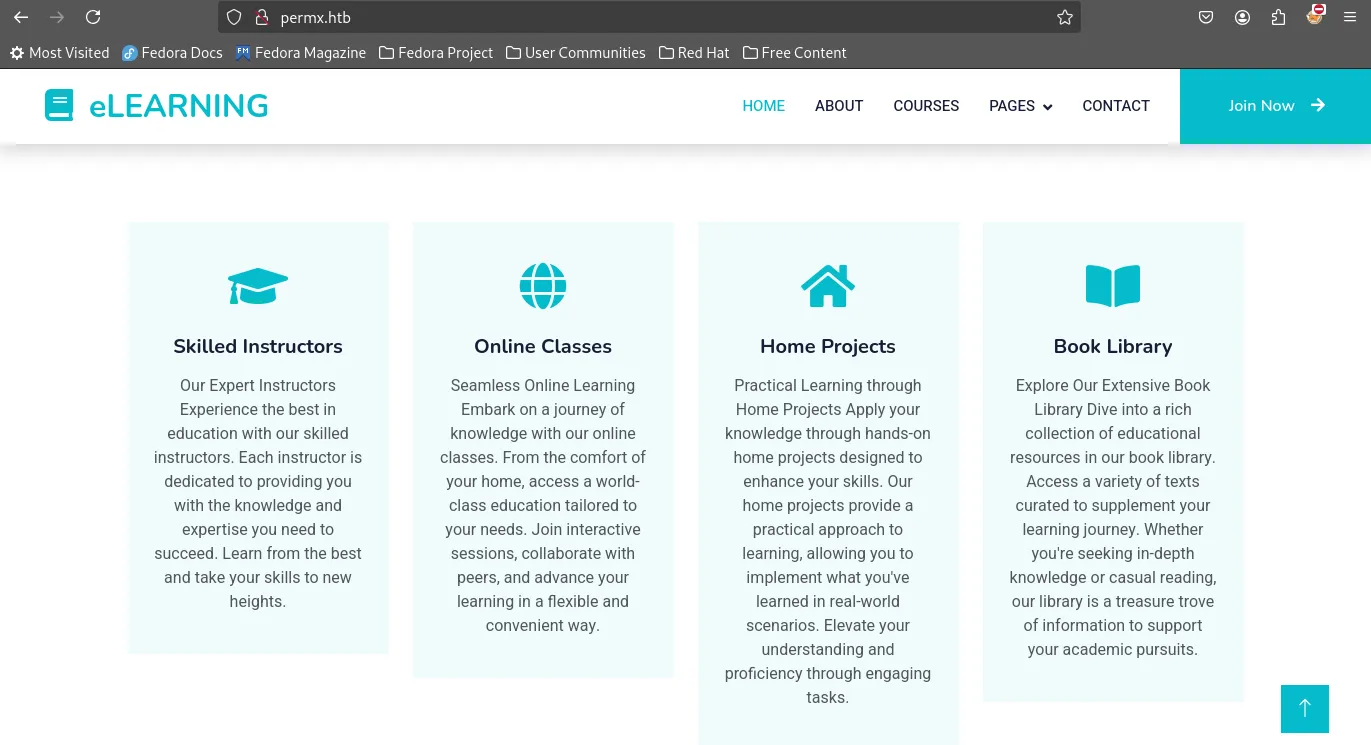 permx.htb
Most Visited Fedora Docs Fedora Magazine Fedora Project User Communities Red Hat Free Content
eLEARNING HOME ABOUT COURSES PAGES CONTACT Join Now
Skilled Instructors
Our Expert Instructors
Experience the best in
education with our skilled
instructors. Each instructor is
dedicated to providing you
with the knowledge and
expertise you need to
succeed. Learn from the best
and take your skills to new
heights.
Online Classes
Seamless Online Learning
Embark on a journey of
knowledge with our online
classes. From the comfort of
your home, access a world-
class education tailored to
your needs. Join interactive
sessions, collaborate with
peers, and advance your
learning in a flexible and
convenient way.
Home Projects
Practical Learning through
Home Projects Apply your
knowledge through hands-on
home projects designed to
enhance your skills. Our
home projects provide a
practical approach to
learning, allowing you to
implement what you've
learned in real-world
scenarios. Elevate your
understanding and
proficiency through engaging
tasks.
Book Library
Explore Our Extensive Book
Library Dive into a rich
collection of educational
resources in our book library.
Access a variety of texts
curated to supplement your
learning journey. Whether
you're seeking in-depth
knowledge or casual reading,
our library is a treasure trove
of information to support
your academic pursuits.